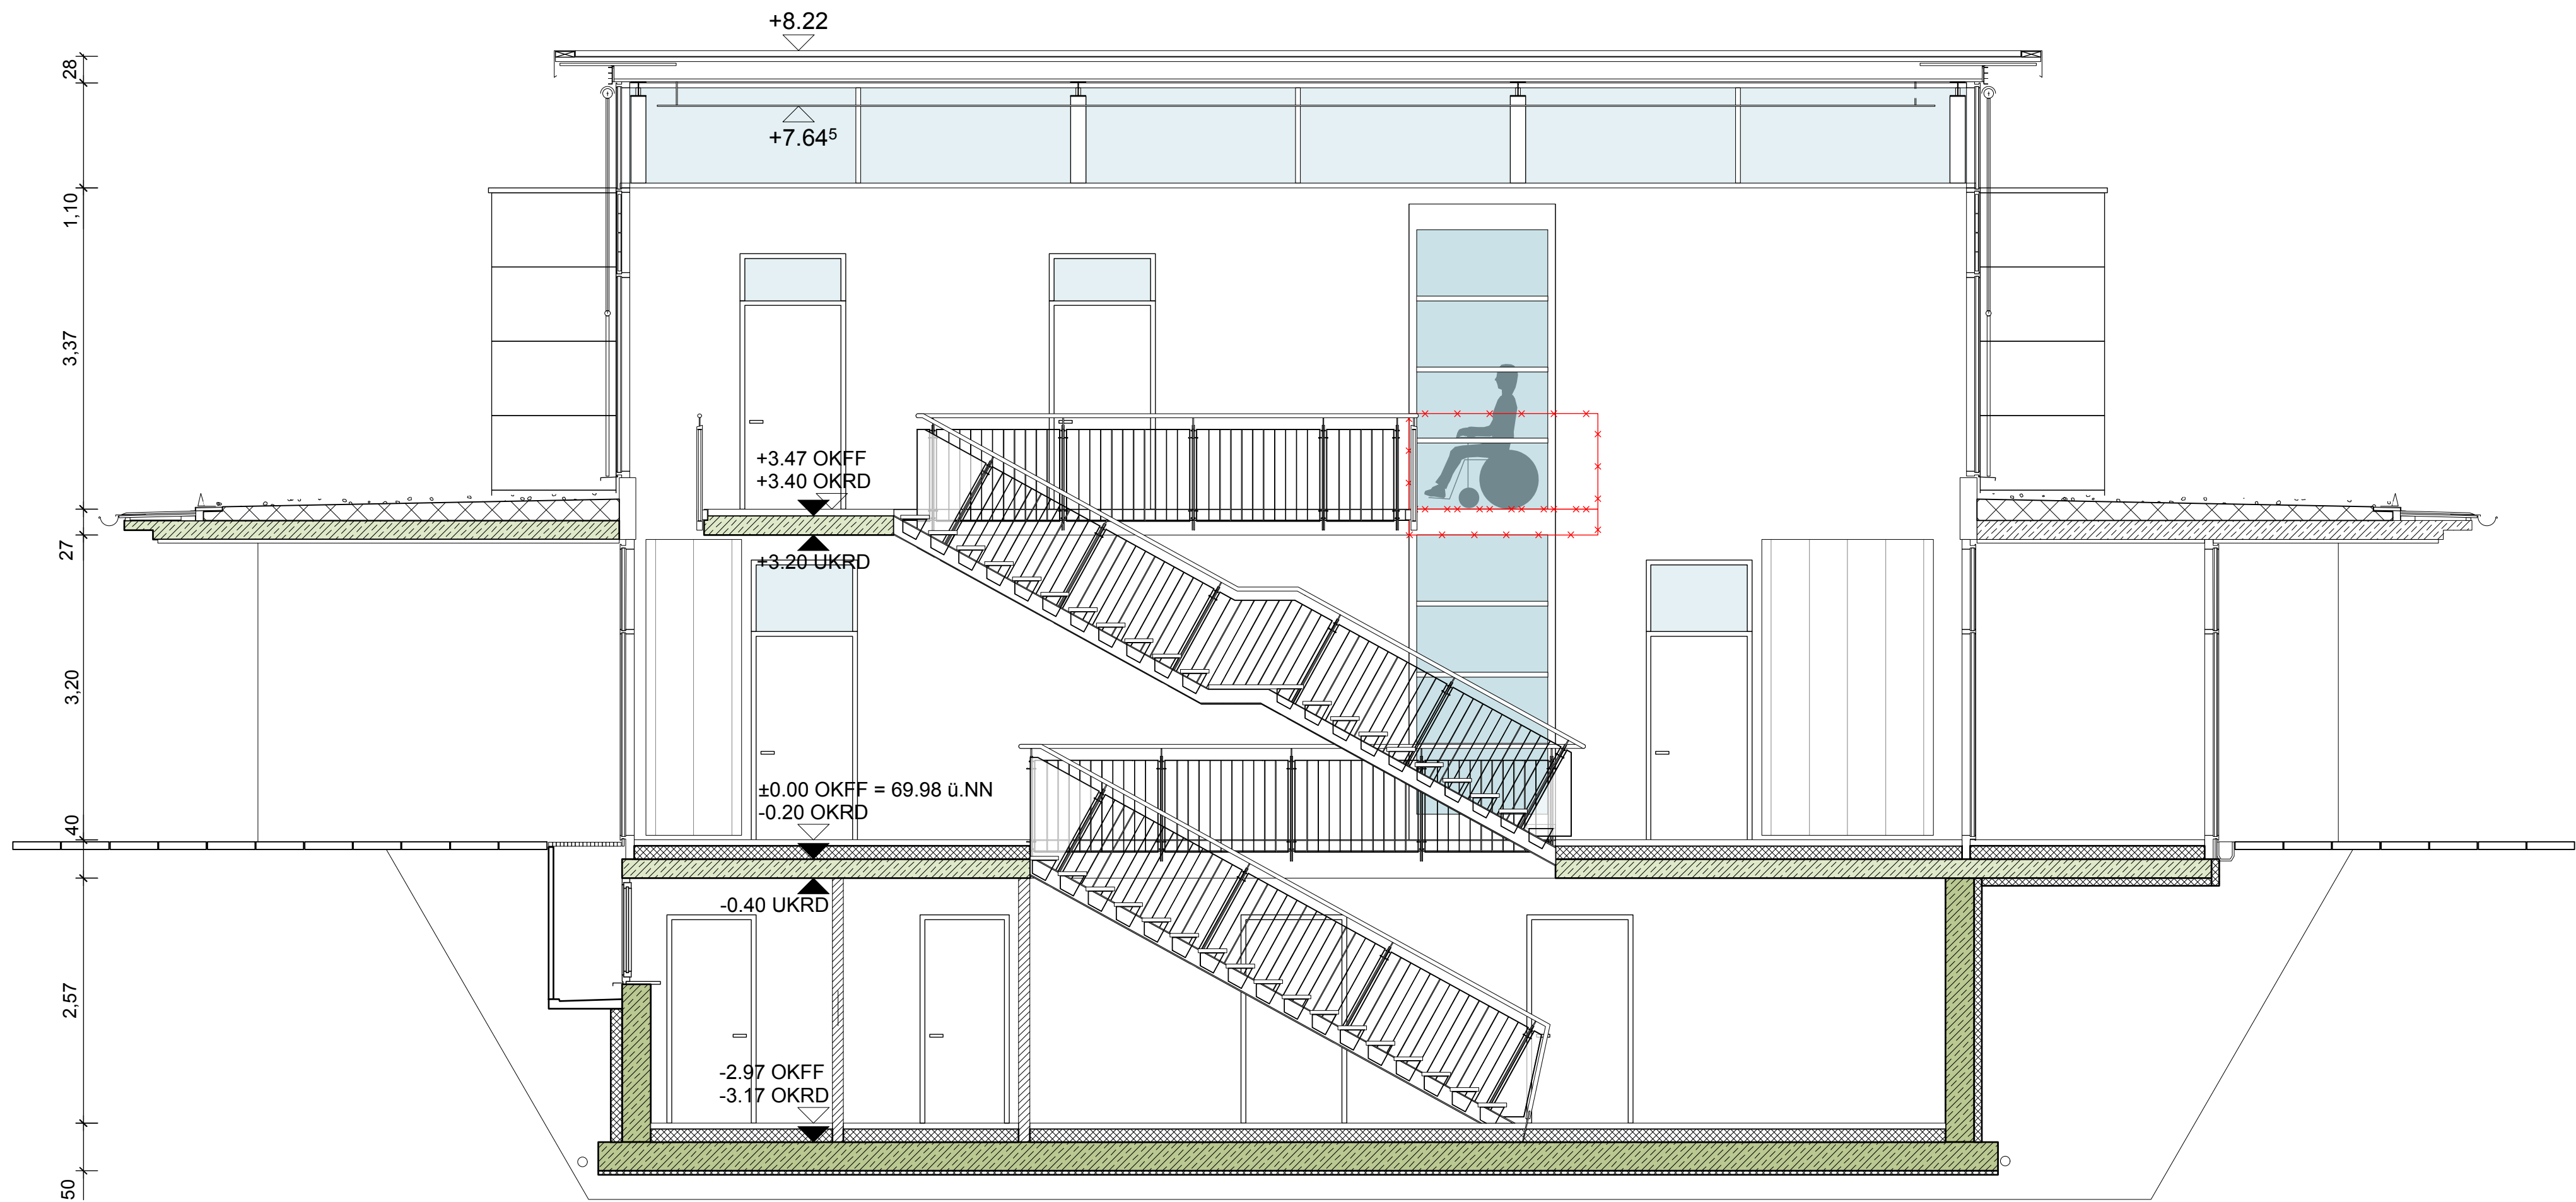 +8.22
28
+7.64⁵
1,10
3,37
+3.47 OKFF
+3.40 OKRD
27
+3.20 UKRD
3,20
±0.00 OKFF = 69.98 ü.NN
-0.20 OKRD
40
-0.40 UKRD
2,57
-2.97 OKFF
-3.17 OKRD
50